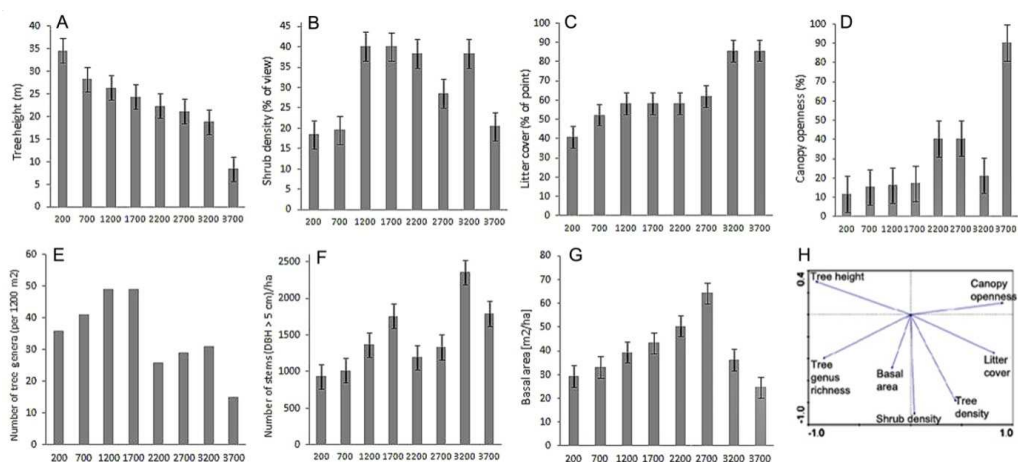 A
Tree height (m)
40
35
30
25
20
15
10
5
0
200 700 1200 1700 2200 2700 3200 3700
B
Shrub density (% of view)
50
45
40
35
30
25
20
15
10
5
0
200 700 1200 1700 2200 2700 3200 3700
C
Litter cover (% of point)
100
90
80
70
60
50
40
30
20
10
0
200 700 1200 1700 2200 2700 3200 3700
D
Canopy openness (%)
100
90
80
70
60
50
40
30
20
10
0
200 700 1200 1700 2200 2700 3200 3700
E
Number of tree genera (per 1200 m2)
60
50
40
30
20
10
0
200 700 1200 1700 2200 2700 3200 3700
F
Number of stems (DBH > 5 cm)/ha
2500
2000
1500
1000
500
0
200 700 1200 1700 2200 2700 3200 3700
G
Basal area [m2/ha)
80
70
60
50
40
30
20
10
0
200 700 1200 1700 2200 2700 3200 3700
H
0.4
Tree height
Canopy
openness
Tree
genus
richness
Basal
area
Litter
cover
Tree
density
Shrub density
-1.0
-1.0 1.0